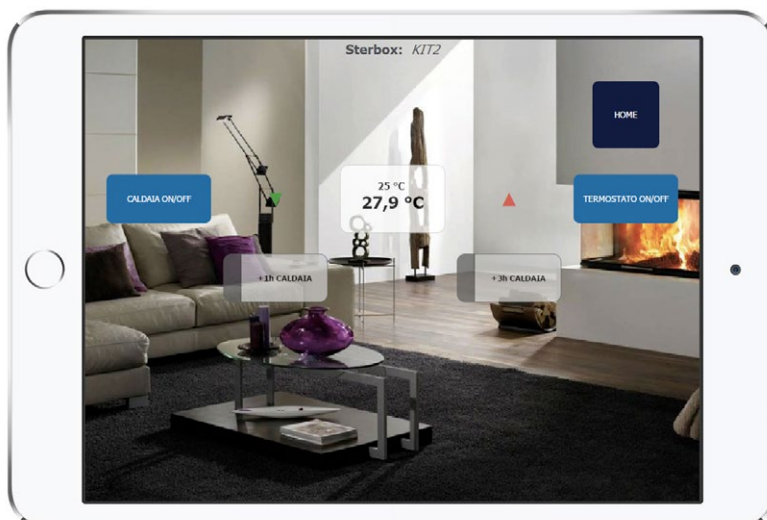 Sterbox: KIT2
HOME
CALDAIA ON/OFF
25 °C
27,9 °C
TERMOSTATO ON/OFF
+1h CALDAIA
+3h CALDAIA